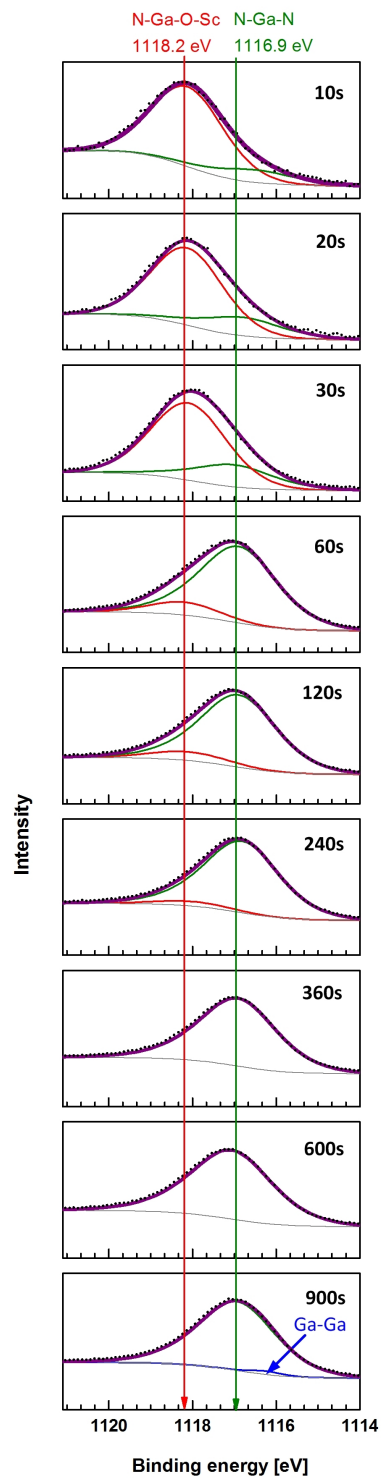 N-Ga-O-Sc N-Ga-N
1118.2 eV 1116.9 eV
10s
20s
30s
60s
120s
240s
360s
600s
900s
Ga-Ga
Intensity
1120 1118 1116 1114
Binding energy [eV]